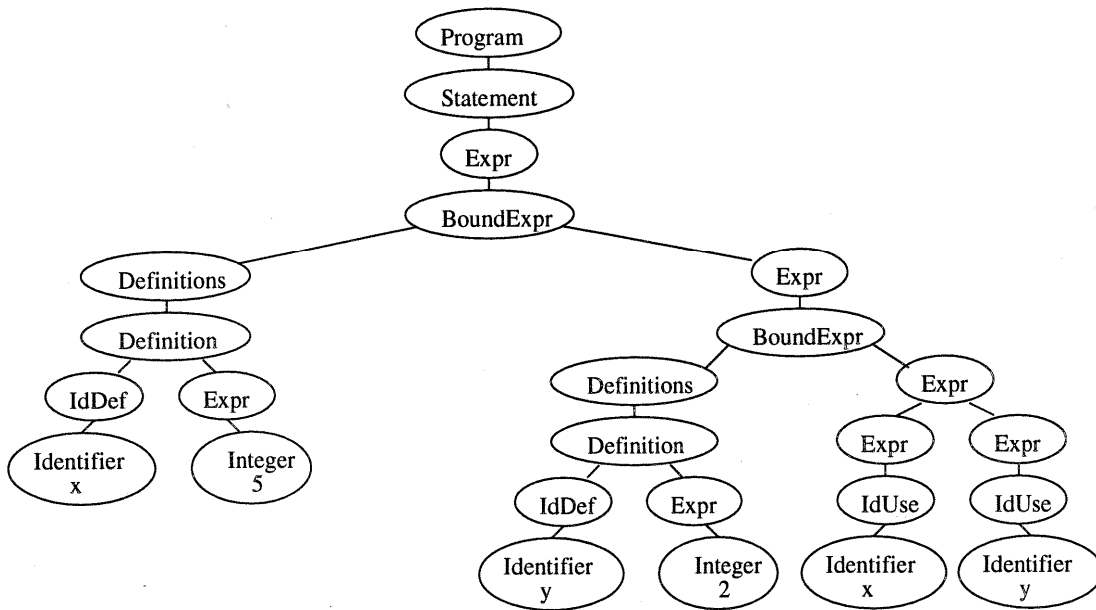 Program
Statement
Expr
BoundExpr
Definitions
Expr
Definition
BoundExpr
IdDef
Expr
Definitions
Expr
Identifier
x
Integer
5
Definition
Expr
Expr
IdDef
Expr
IdUse
IdUse
Identifier
y
Integer
2
Identifier
x
Identifier
y